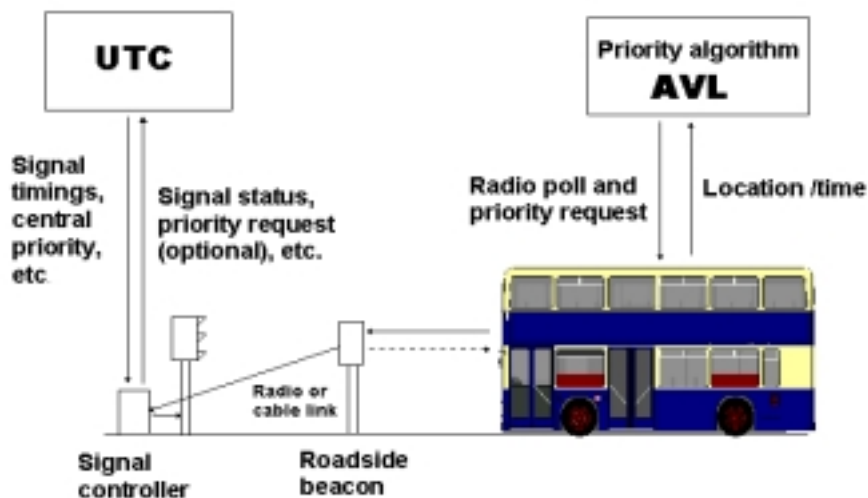 UTC
Priority algorithm
AVL
Signal
timings,
central
priority,
etc.
Signal status,
priority request
(optional), etc.
Radio poll and
priority request
Location /time
Radio or
cable link
Signal
controller
Roadside
beacon